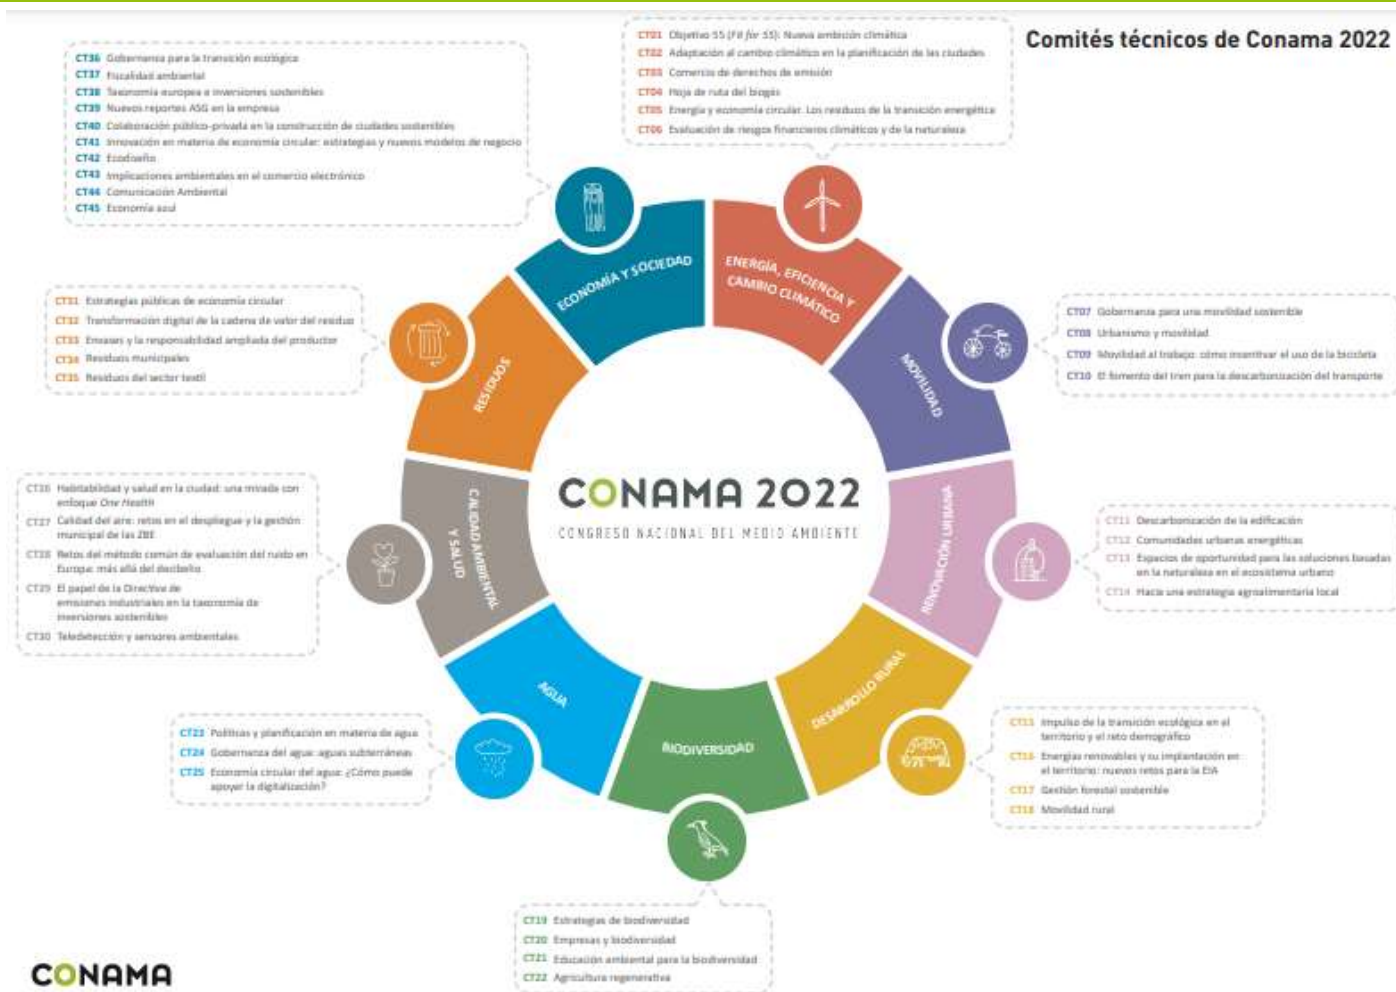 Comités técnicos de Conama 2022
CT01 Objetivo 55 (Fit for 55): Nueva ambición climática
CT02 Adaptación al cambio climático en la planificación de las ciudades
CT03 Comercio de derechos de emisión
CT04 Hoja de ruta del biogás
CT05 Energía y economía circular. Los residuos de la transición energética
CT06 Evaluación de riesgos financieros climáticos y de la naturaleza
CT36 Gobernanza para la transición ecológica
CT37 Fiscalidad ambiental
CT38 Taxonomía europea e inversiones sostenibles
CT39 Nuevos reportes ASG en la empresa
CT40 Colaboración público-privada en la construcción de ciudades sostenibles
CT41 Innovación en materia de economía circular: estrategias y nuevos modelos de negocio
CT42 Ecodiseño
CT43 Implicaciones ambientales en el comercio electrónico
CT44 Comunicación Ambiental
CT45 Economía azul
ECONOMÍA Y SOCIEDAD
ENERGÍA, EFICIENCIA Y
CAMBIO CLIMÁTICO
CT31 Estrategias públicas de economía circular
CT32 Transformación digital de la cadena de valor del residuo
CT33 Envases y la responsabilidad ampliada del productor
CT34 Residuos municipales
CT35 Residuos del sector textil
RESIDUOS
MOVILIDAD
CT07 Gobernanza para una movilidad sostenible
CT08 Urbanismo y movilidad
CT09 Movilidad al trabajo: cómo incentivar el uso de la bicicleta
CT10 El fomento del tren para la descarbonización del transporte
CONAMA 2022
CONGRESO NACIONAL DEL MEDIO AMBIENTE
CT26 Habitabilidad y salud en la ciudad: una mirada con
enfoque One Health
CT27 Calidad del aire: retos en el despliegue y la gestión
municipal de las ZBE
CT28 Retos del método común de evaluación del ruido en
Europa: más allá del decibelio
CT29 El papel de la Directiva de
emisiones industriales en la taxonomía de
inversiones sostenibles
CT30 Teledetección y sensores ambientales
CALIDAD AMBIENTAL
Y SALUD
RENOVACIÓN URBANA
CT11 Descarbonización de la edificación
CT12 Comunidades urbanas energéticas
CT13 Espacios de oportunidad para las soluciones basadas
en la naturaleza en el ecosistema urbano
CT14 Hacia una estrategia agroalimentaria local
AGUA
BIODIVERSIDAD
DESARROLLO RURAL
CT23 Políticas y planificación en materia de agua
CT24 Gobernanza del agua: aguas subterráneas
CT25 Economía circular del agua: ¿Cómo puede
apoyar la digitalización?
CT15 Impulso de la transición ecológica en el
territorio y el reto demográfico
CT16 Energías renovables y su implantación en
el territorio: nuevos retos para la EIA
CT17 Gestión forestal sostenible
CT18 Movilidad rural
CT19 Estrategias de biodiversidad
CT20 Empresas y biodiversidad
CT21 Educación ambiental para la biodiversidad
CT22 Agricultura regenerativa
CONAMA